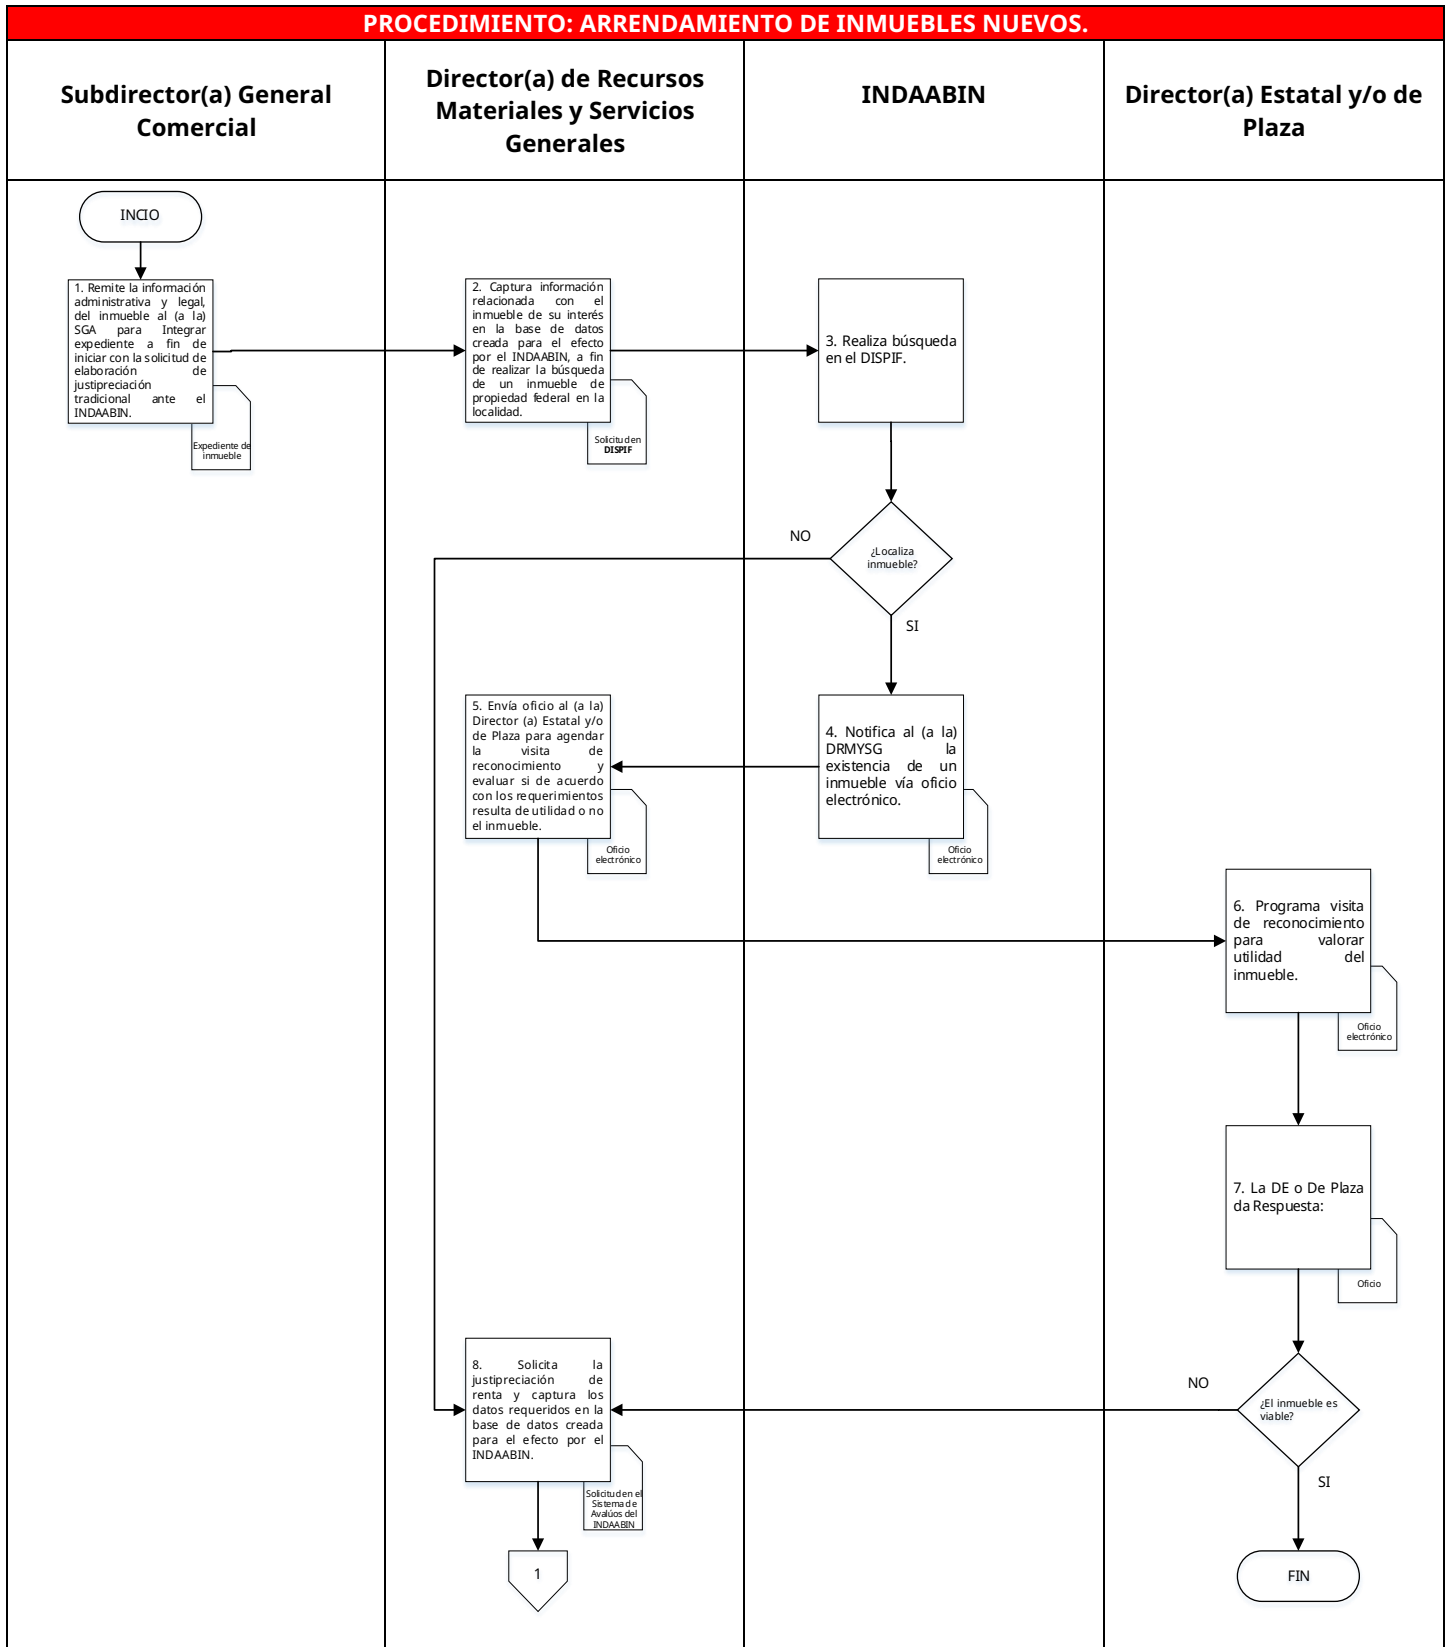 PROCEDIMIENTO: ARRENDAMIENTO DE INMUEBLES NUEVOS.
Subdirector(a) General
Comercial
Director(a) de Recursos
Materiales y Servicios
Generales
INDAABIN
Director(a) Estatal y/o de
Plaza
INCIO
1. Remite la información
administrativa y legal,
del inmueble al (a la)
SGA para Integrar
expediente a fin de
iniciar con la solicitud de
elaboración de
justipreciación
tradicional ante el
INDAABIN.
Expediente de
inmueble
2. Captura información
relacionada con el
inmueble de su interés
en la base de datos
creada para el efecto
por el INDAABIN, a fin
de realizar la búsqueda
de un inmueble de
propiedad federal en la
localidad.
Solicitud en
DISPIF
3. Realiza búsqueda
en el DISPIF.
NO
¿Localiza
inmueble?
SI
5. Envía oficio al (a la)
Director (a) Estatal y/o
de Plaza para agendar
la visita de
reconocimiento y
evaluar si de acuerdo
con los requerimientos
resulta de utilidad o no
el inmueble.
Oficio
electrónico
4. Notifica al (a la)
DRMYSG la
existencia de un
inmueble vía oficio
electrónico.
Oficio
electrónico
6. Programa visita
de reconocimiento
para valorar
utilidad del
inmueble.
Oficio
electrónico
7. La DE o De Plaza
da Respuesta:
Oficio
8. Solicita la
justipreciación de
renta y captura los
datos requeridos en la
base de datos creada
para el efecto por el
INDAABIN.
Solicitud en el
Sistema de
Avalúos del
INDAABIN
NO
¿El inmueble es
viable?
SI
1
FIN